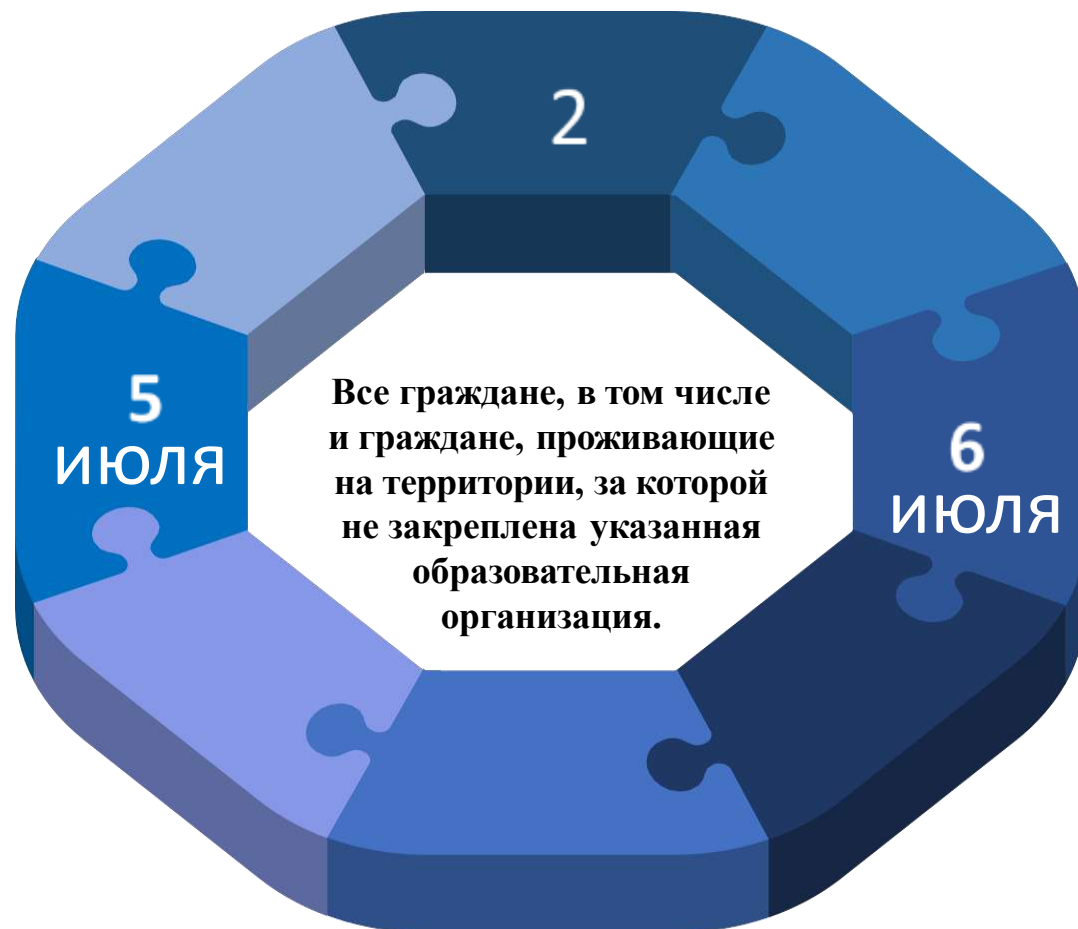 2
5
июля
Все граждане, в том числе
и граждане, проживающие
на территории, за которой
не закреплена указанная
образовательная
организация.
6
июля